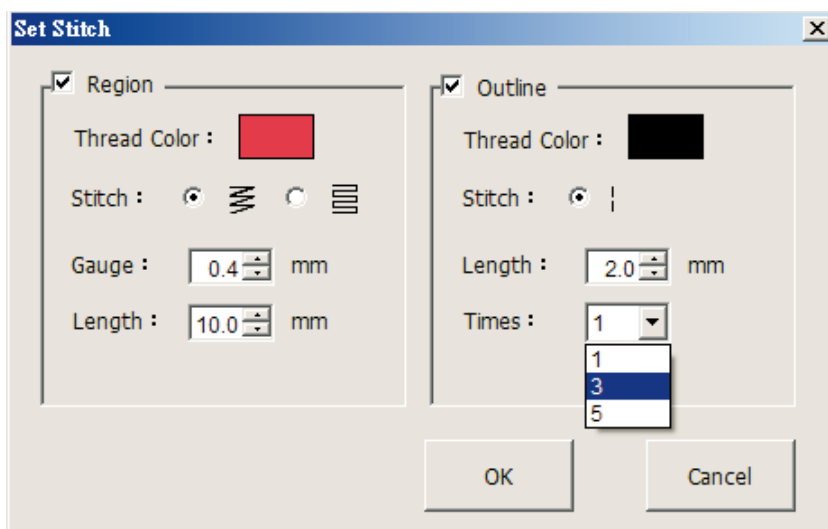 Set Stitch
Region
Thread Color :
Stitch :
Gauge : 0.4 mm
Length : 10.0 mm
Outline
Thread Color :
Stitch :
Length : 2.0 mm
Times : 1
1
3
5
OK Cancel